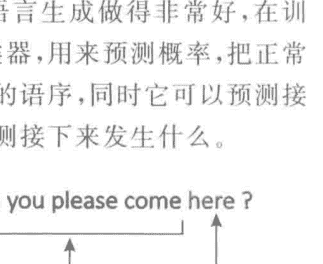 语言生成做得非常好,在训
器,用来预测概率,把正常
的语序,同时它可以预测接
测接下来发生什么。
you please come here ?